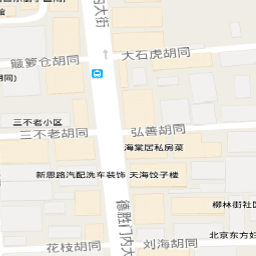 内大街
大石虎胡同
簸箩仓胡同
胡同)
三不老小区
三不老胡同
弘善胡同
海棠居私房菜
新思路汽配洗车装饰
天海饺子楼
德胜门内大
柳林街社区
北京东方妇
花枝胡同
刘海胡同